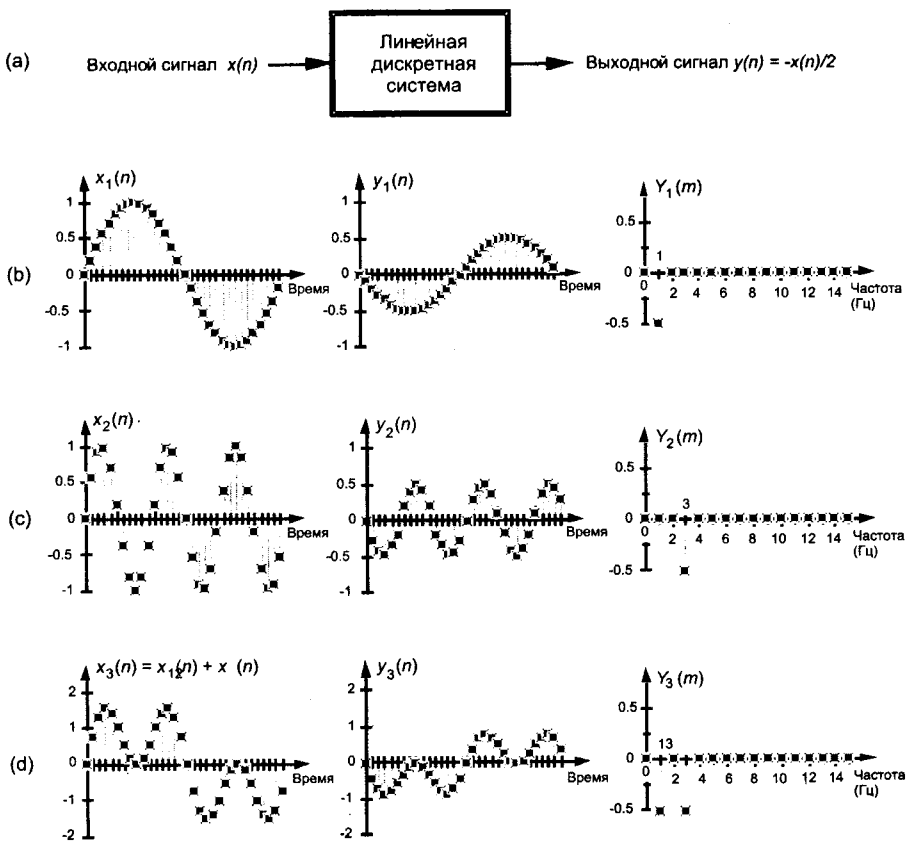 (a)
Входной сигнал x(n)
Линейная
дискретная
система
Выходной сигнал y(n) = -x(n)/2
(b)
x₁(n)
1
0.5
0
-0.5
-1
Время
y₁(n)
1
0.5
0
-0.5
-1
Время
Y₁(m)
0.5
1
0
0 2 4 6 8 10 12 14
Частота
(Гц)
-0.5
(c)
x₂(n)
1
0.5
0
-0.5
-1
Время
y₂(n)
1
0.5
0
-0.5
-1
Время
Y₂(m)
0.5
3
0
0 2 4 6 8 10 12 14
Частота
(Гц)
-0.5
(d)
x₃(n) = x₁₂(n) + x (n)
2
1
0
-1
-2
Время
y₃(n)
2
1
0
-1
-2
Время
Y₃(m)
0.5
13
0
0 2 4 6 8 10 12 14
Частота
(Гц)
-0.5